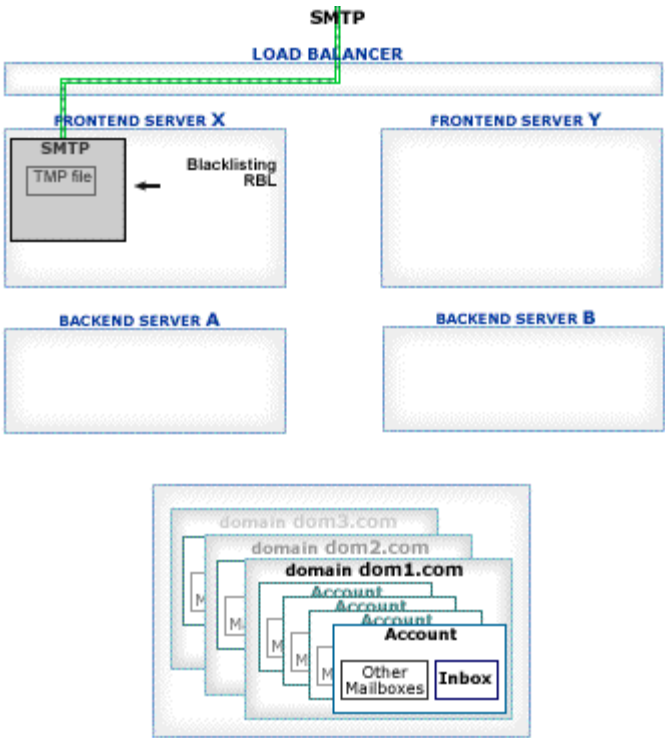 SMTP
LOAD BALANCER
FRONTEND SERVER X
FRONTEND SERVER Y
SMTP
TMP file
Blacklisting
RBL
BACKEND SERVER A
BACKEND SERVER B
domain dom3.com
domain dom2.com
domain dom1.com
Account
Account
Account
Account
M
M
M
M
M
Other
Mailboxes
Inbox